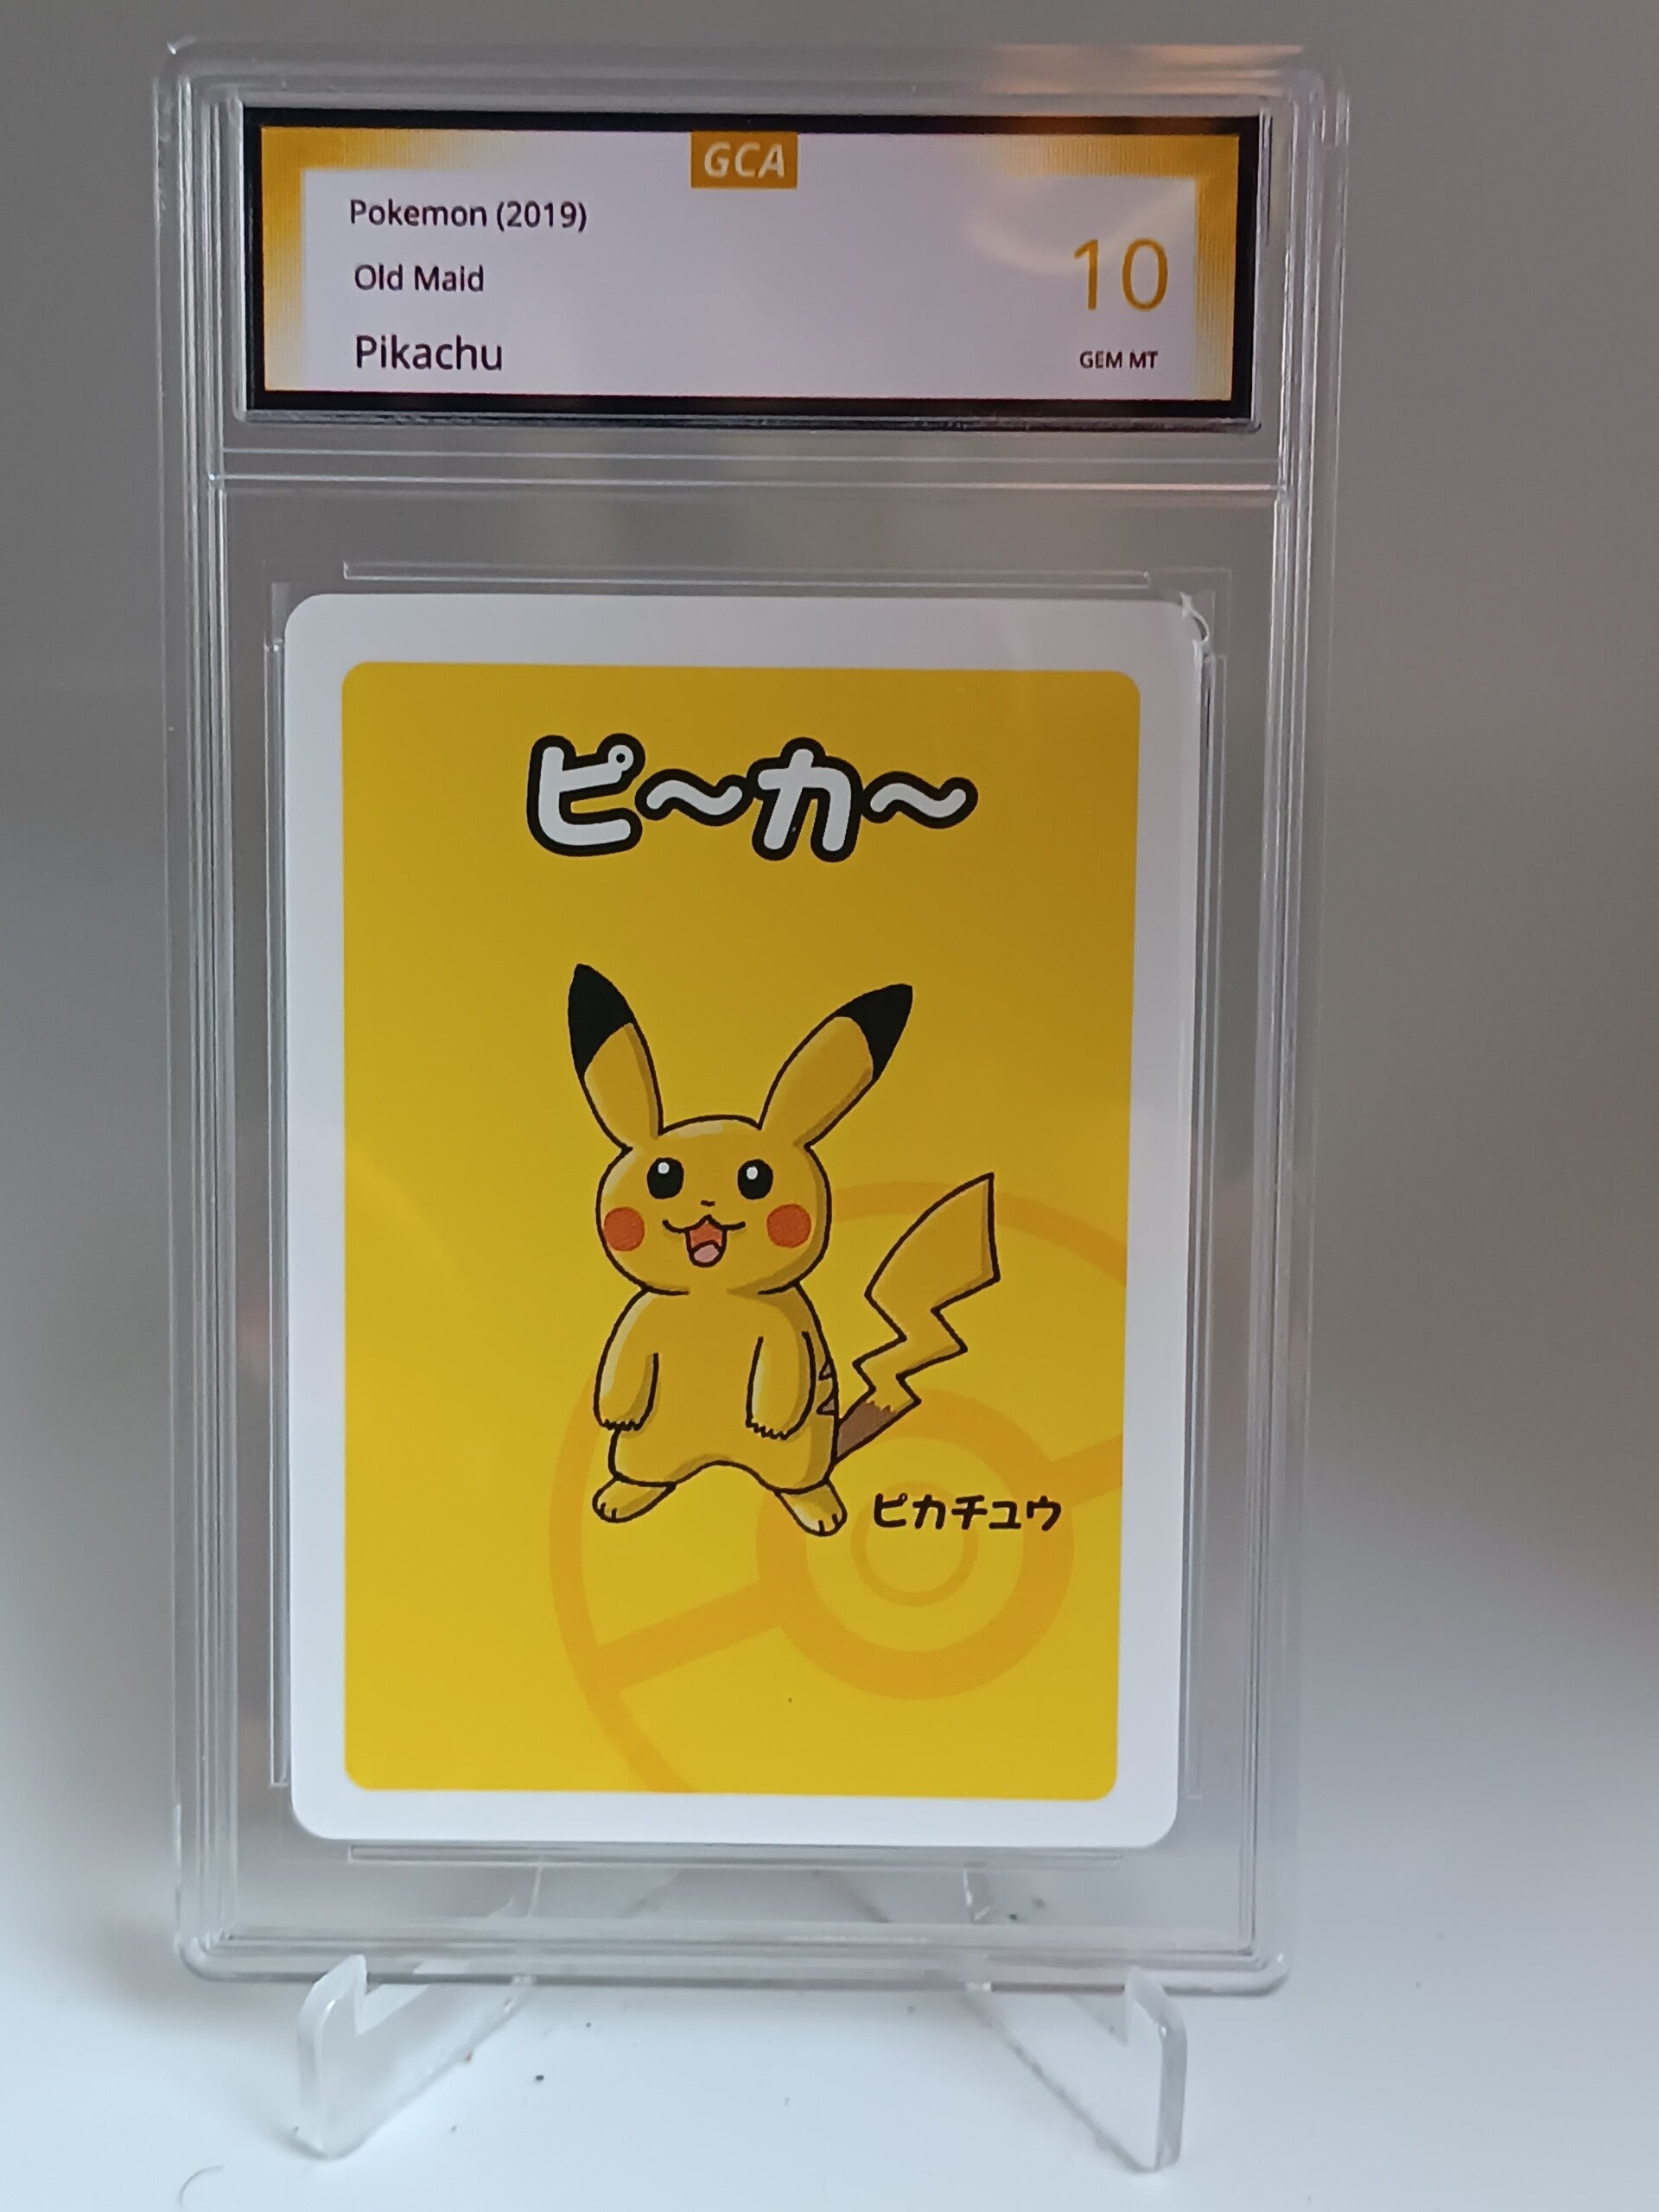 GCA
Pokemon (2019)
Old Maid
Pikachu
10
GEM MT
ピ～カ～
ピカチュウ